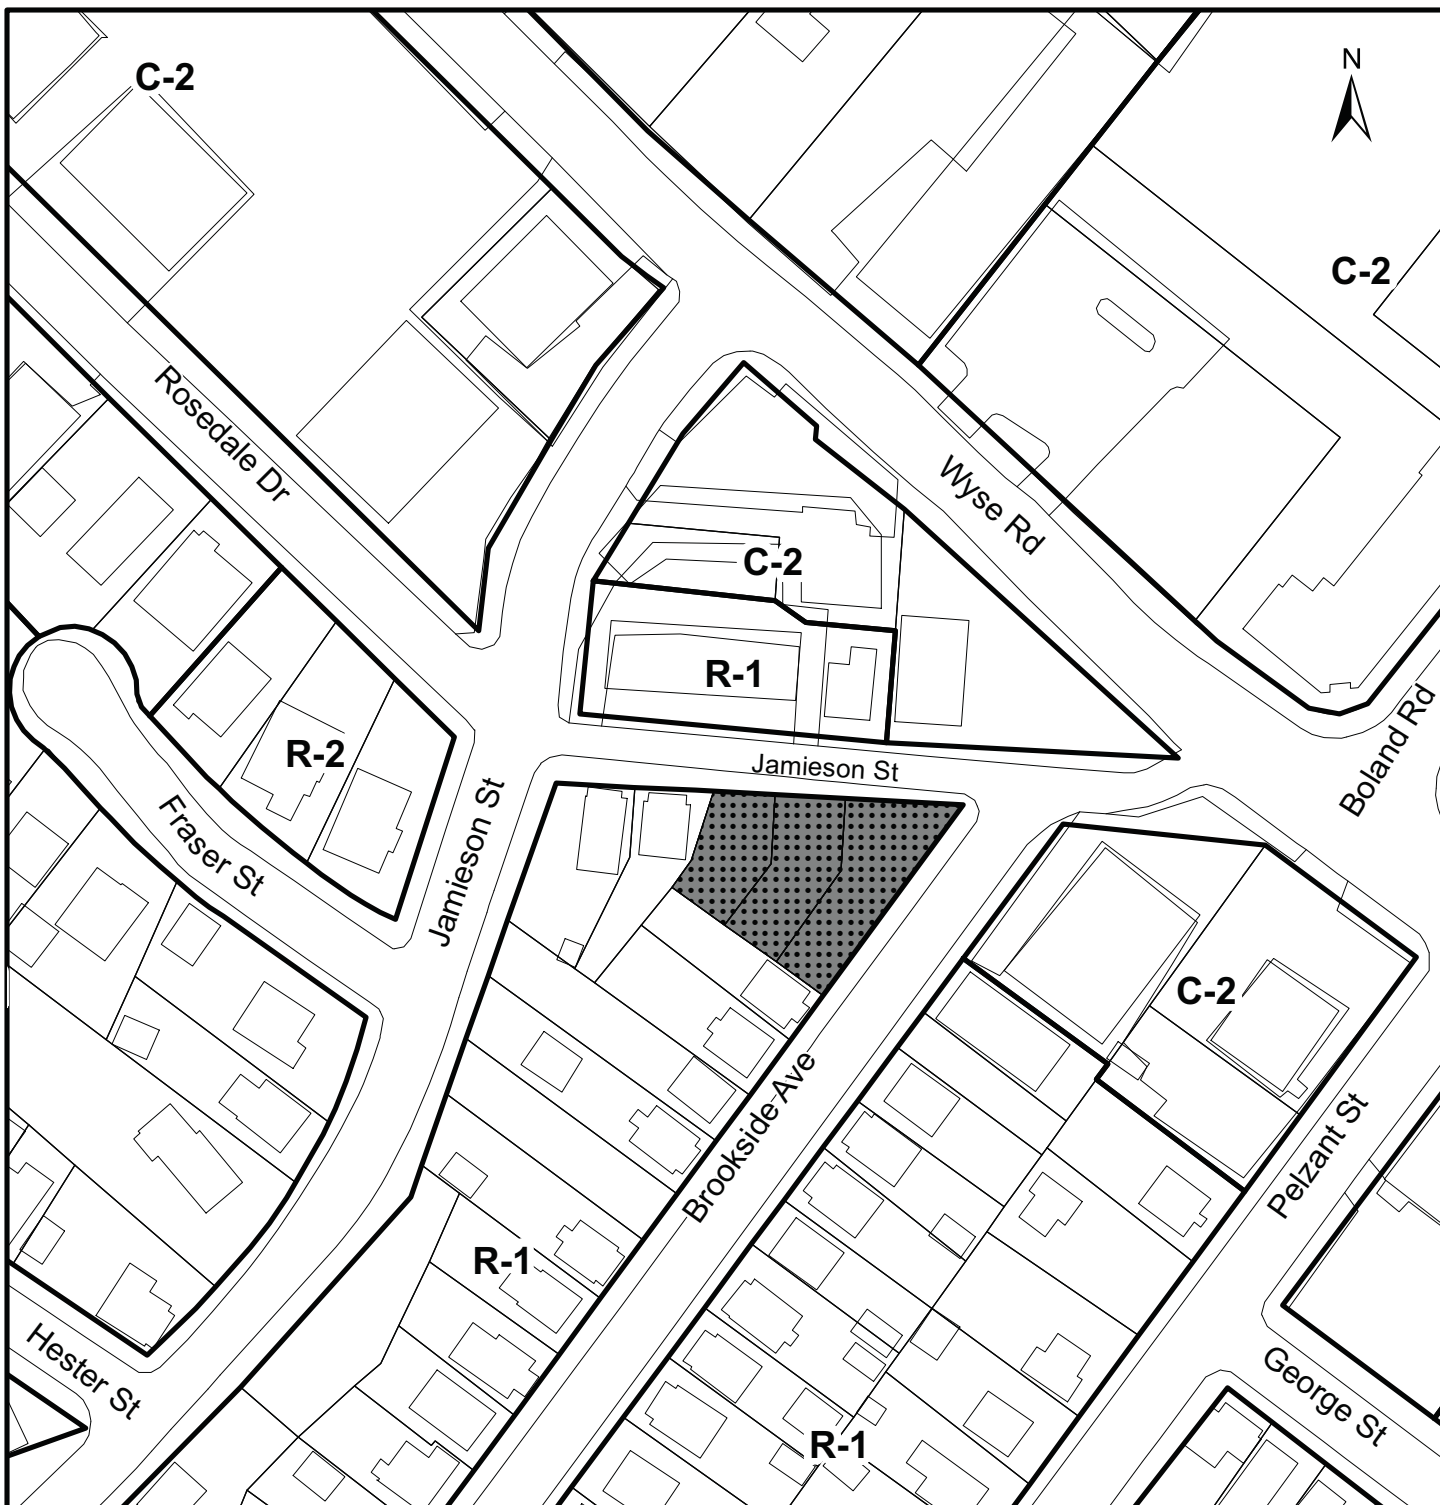 C-2
N
C-2
Rosedale Dr
Wyse Rd
C-2
R-1
Boland Rd
R-2
Jamieson St
Fraser St
Jamieson St
C-2
Brookside Ave
Pelzant St
R-1
Hester St
George St
R-1